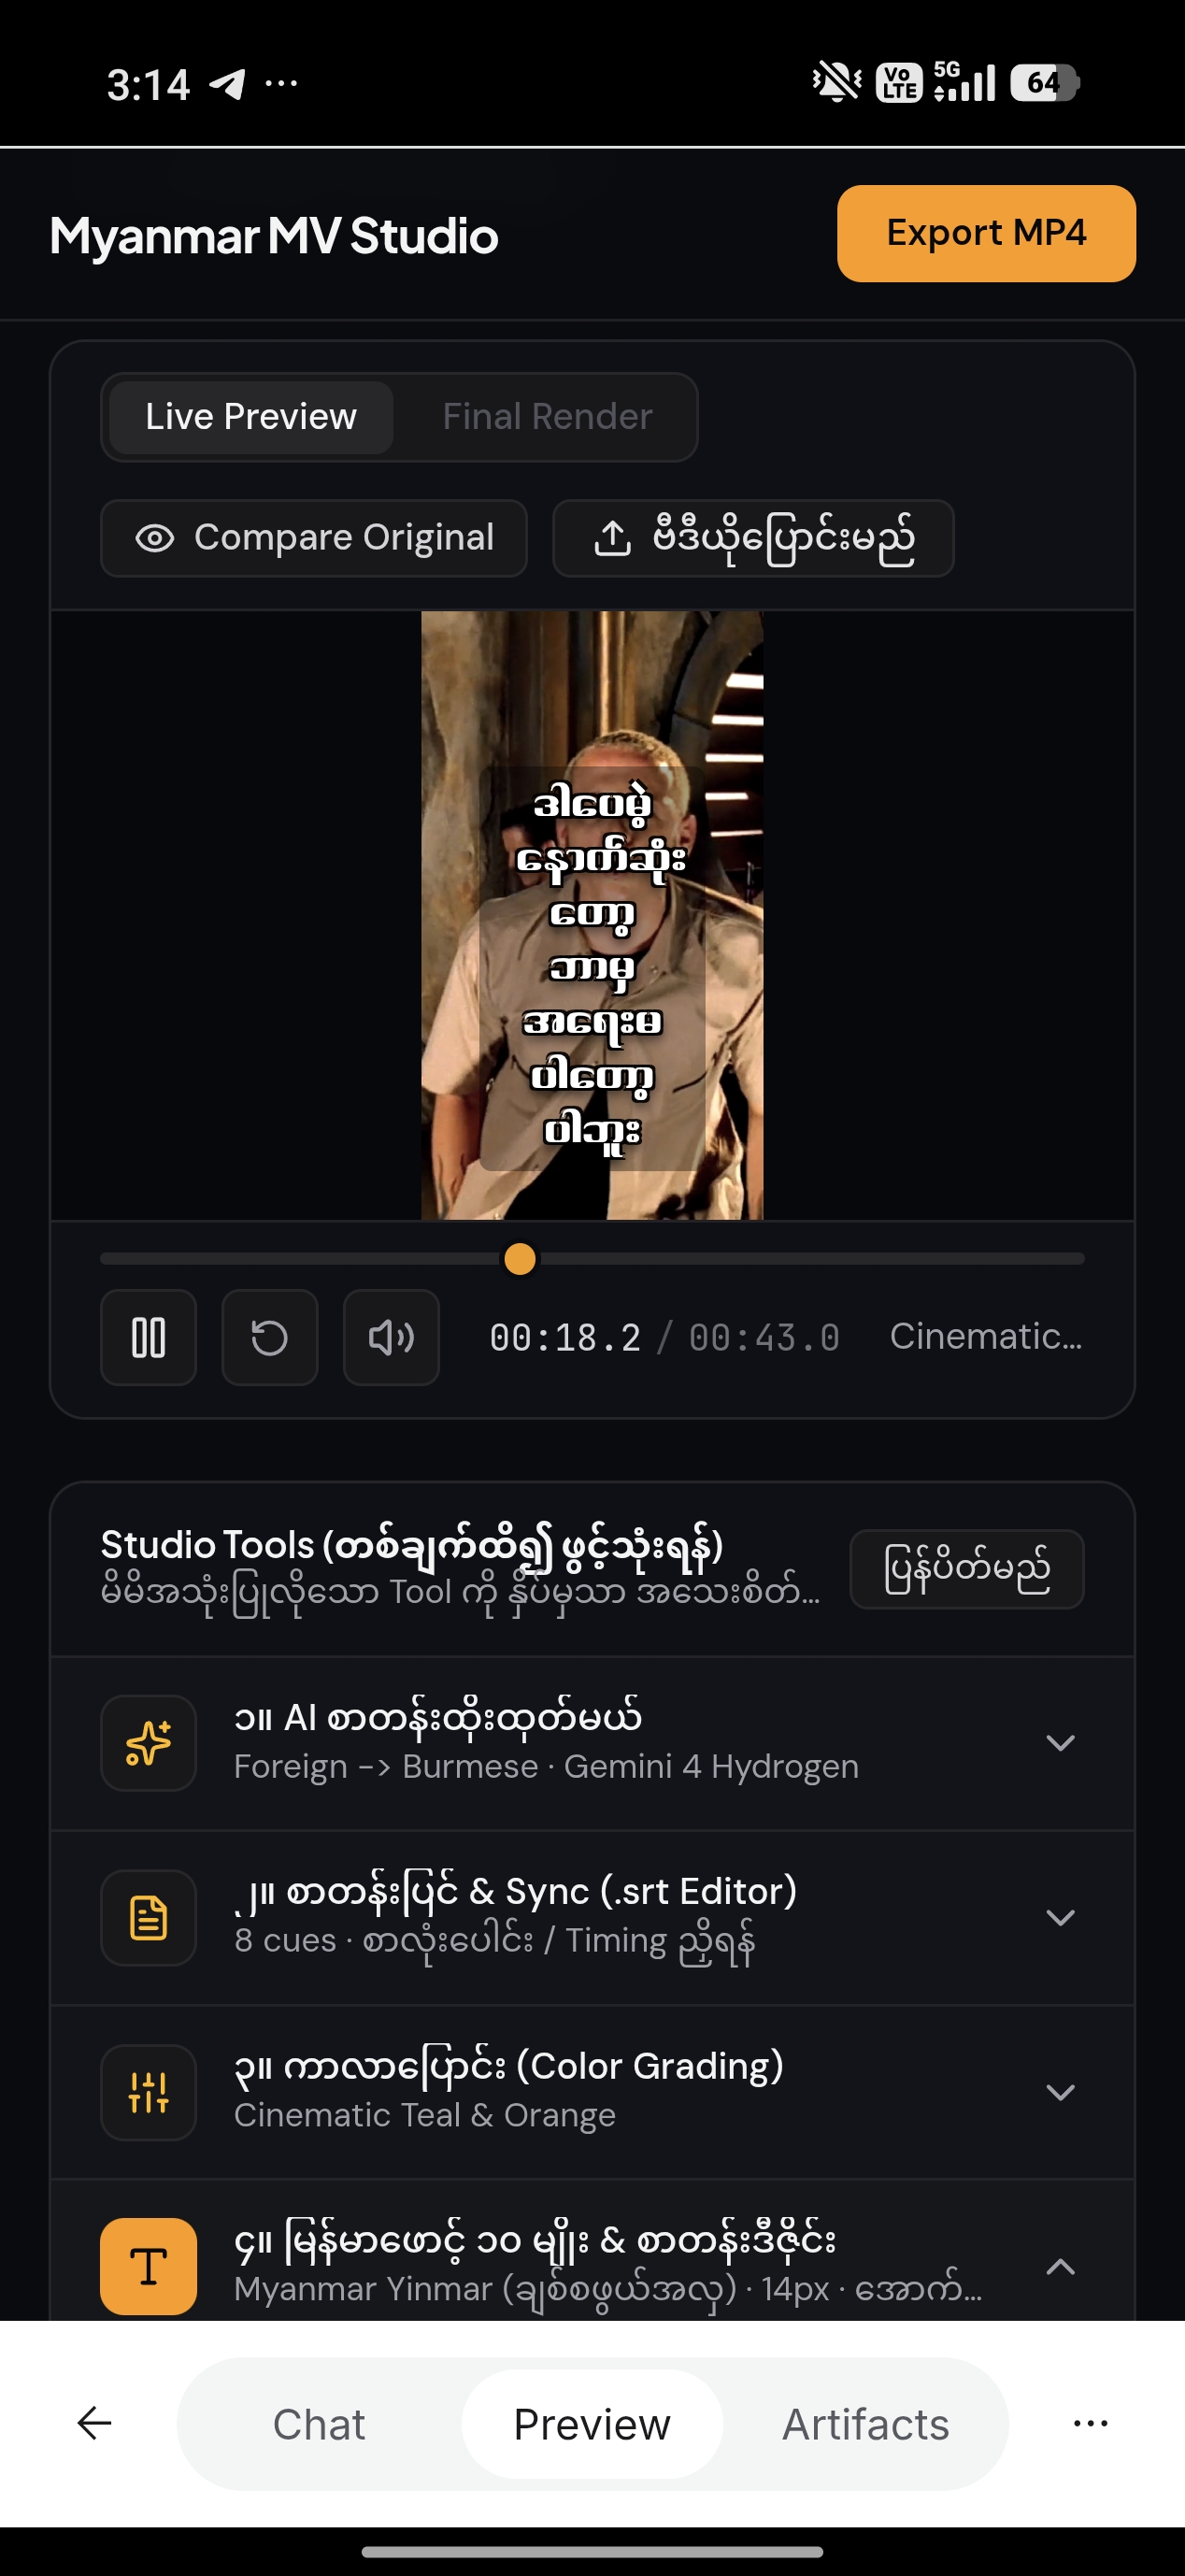 3:14
Vo LTE
5G
64
Myanmar MV Studio
Export MP4
Live Preview
Final Render
Compare Original
ဗီဒီယိုပြောင်းမည်
ဒါပေမဲ့
နောက်ဆုံး
တော့
ဘာမှ
အရေးမ
ပါတော့
ပါဘူး
00:18.2 / 00:43.0
Cinematic...
Studio Tools (တစ်ချက်ထိ၍ ဖွင့်သုံးရန်)
မိမိအသုံးပြုလိုသော Tool ကို နှိပ်မှသာ အသေးစိတ်...
ပြန်ပိတ်မည်
၁။ AI စာတန်းထိုးထုတ်မယ်
Foreign -> Burmese · Gemini 4 Hydrogen
၂။ စာတန်းပြင် & Sync (.srt Editor)
8 cues · စာလုံးပေါင်း / Timing ညှိရန်
၃။ ကာလာပြောင်း (Color Grading)
Cinematic Teal & Orange
၄။ မြန်မာဖောင့် ၁၀ မျိုး & စာတန်းဒီဇိုင်း
Myanmar Yinmar (ချစ်စဖွယ်အလှ) · 14px · အောက်...
Chat
Preview
Artifacts